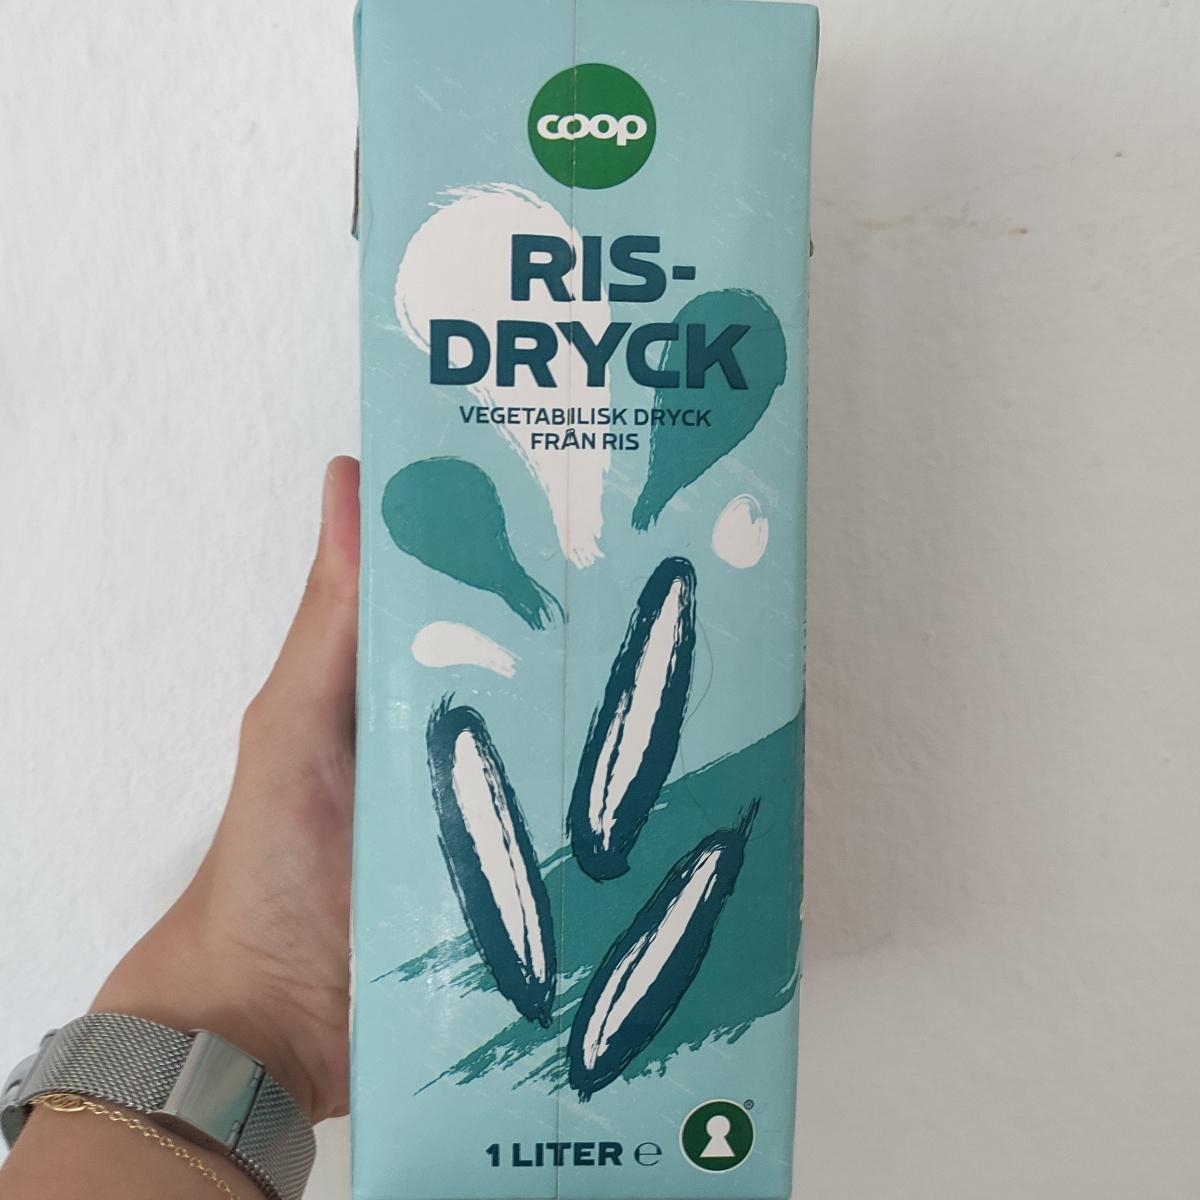 coop
RIS-
DRYCK
VEGETABILISK DRYCK
FRÅN RIS
1 LITER ℮
®